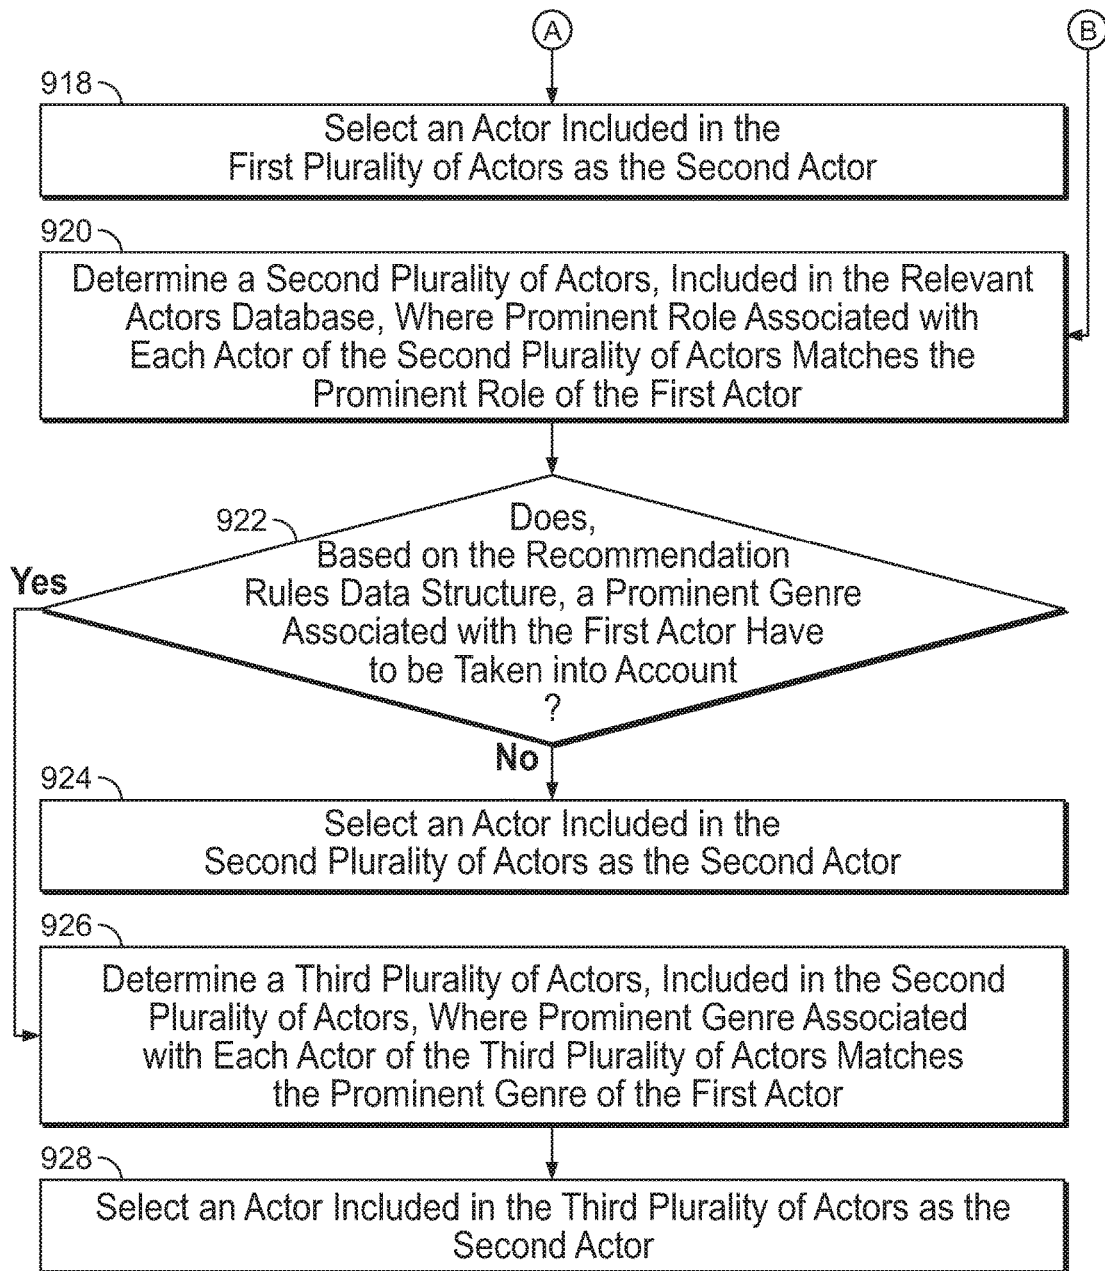 A
B
918
Select an Actor Included in the
First Plurality of Actors as the Second Actor
920
Determine a Second Plurality of Actors, Included in the Relevant
Actors Database, Where Prominent Role Associated with
Each Actor of the Second Plurality of Actors Matches the
Prominent Role of the First Actor
922
Does,
Based on the Recommendation
Rules Data Structure, a Prominent Genre
Associated with the First Actor Have
to be Taken into Account
?
Yes
No
924
Select an Actor Included in the
Second Plurality of Actors as the Second Actor
926
Determine a Third Plurality of Actors, Included in the Second
Plurality of Actors, Where Prominent Genre Associated
with Each Actor of the Third Plurality of Actors Matches
the Prominent Genre of the First Actor
928
Select an Actor Included in the Third Plurality of Actors as the
Second Actor